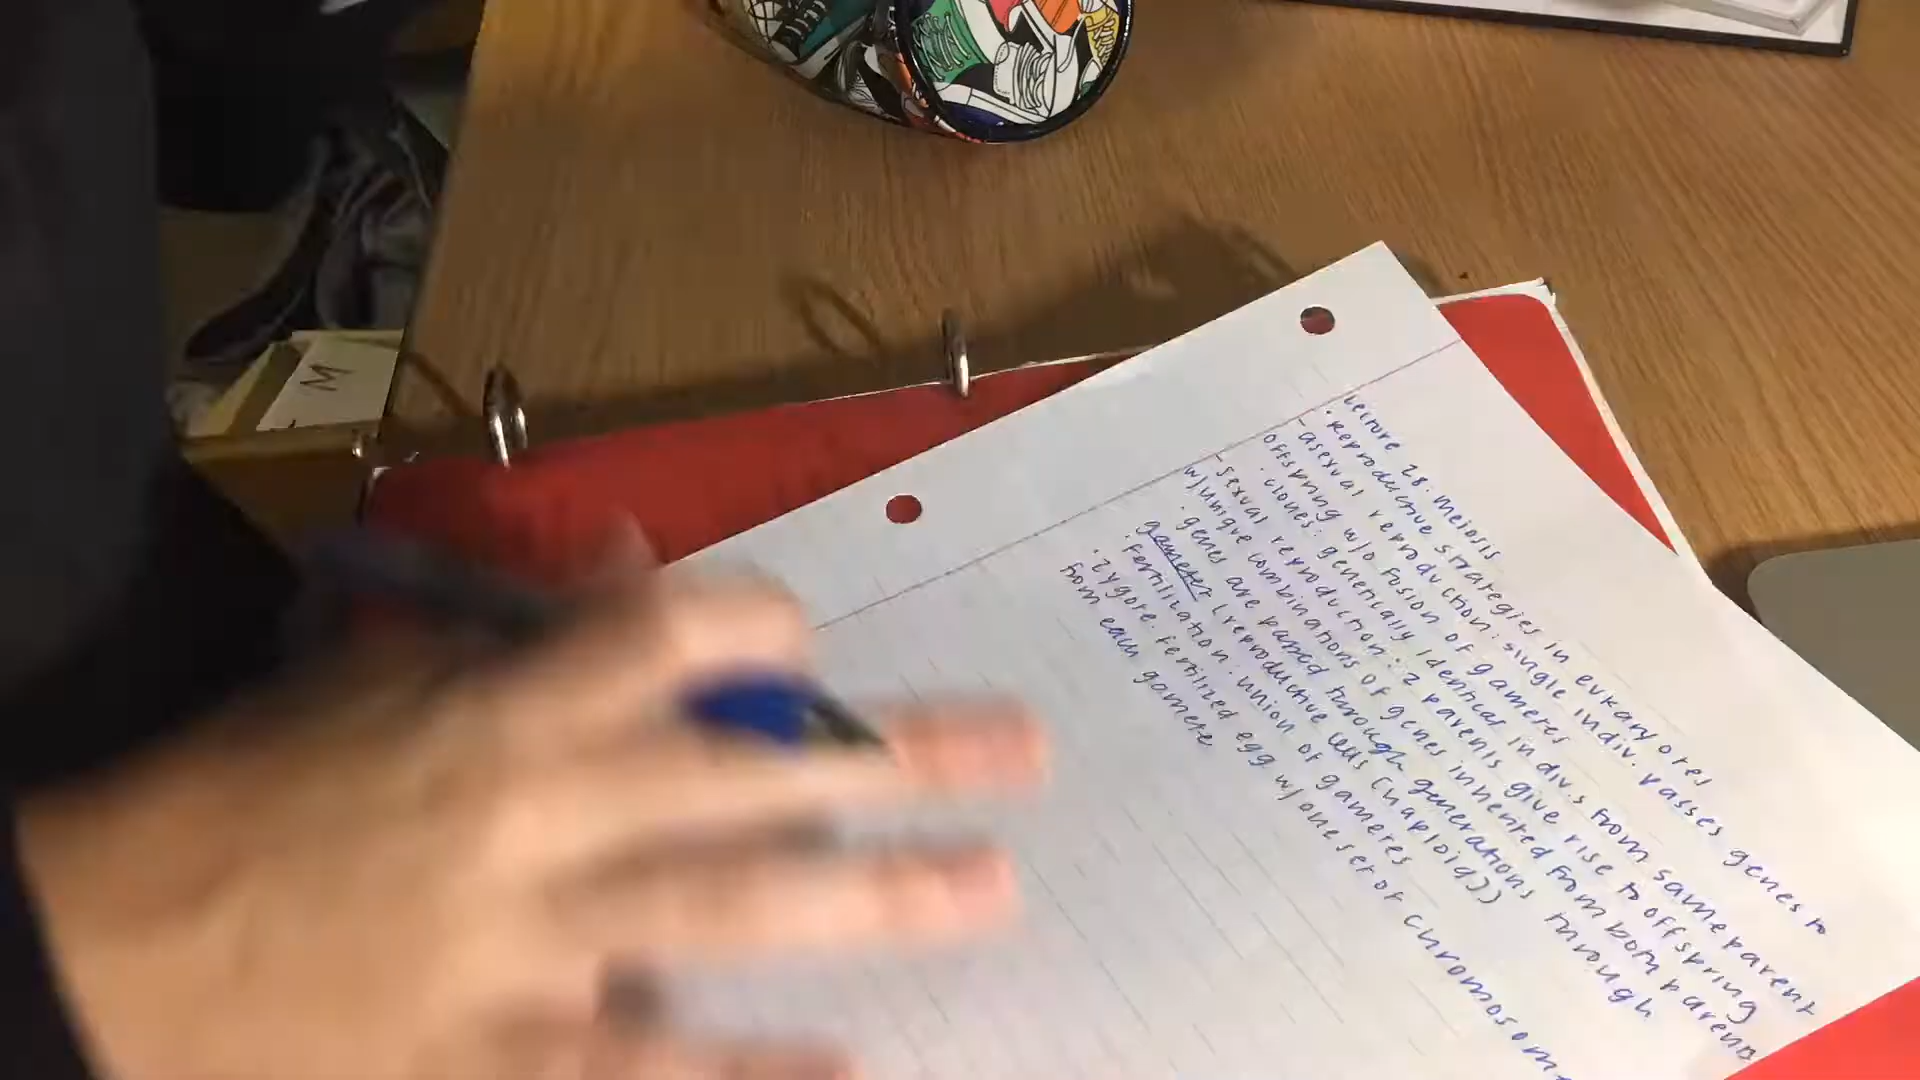 Lecture 28: Meiosis
· Reproductive strategies in eukaryotes
- asexual reproduction: single indiv. passes genes to
offspring w/o fusion of gametes
· clones: genetically identical indiv.s from same parent
- sexual reproduction: 2 parents give rise to offspring
w/unique combinations of genes inherited from both parents
· genes are passed through generations through
gametes (reproductive cells (haploid))
· fertilization: union of gametes
· zygote: fertilized egg w/one set of chromosome
from each gamete
M